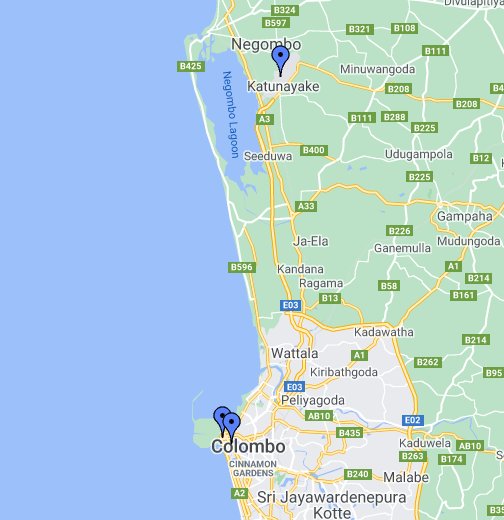 Divulapitiya
B324
B597
B321
B108
Negombo
B111
B425
Minuwangoda
Katunayake
B208
B208
Negombo Lagoon
A3
B111
B288
B225
Seeduwa
B400
Udugampola
B12
B225
A33
Gampaha
B226
Ja-Ela
Mudungoda
Ganemulla
B596
Kandana
A1
B214
Ragama
B58
B161
E03
B13
Kadawatha
B214
Wattala
A1
B262
Kiribathgoda
B95
E03
Peliyagoda
AB10
E02
B435
Kaduwela
AB10
Colombo
B263
B174
CINNAMON
GARDENS
B240
Malabe
A2
Sri Jayawardenepura
Kotte